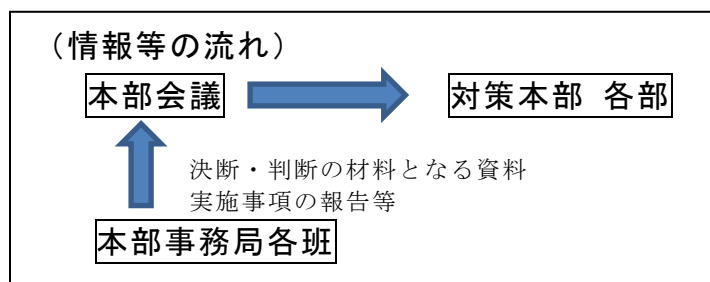 （情報等の流れ）
本部会議
対策本部 各部
決断・判断の材料となる資料
実施事項の報告等
本部事務局各班